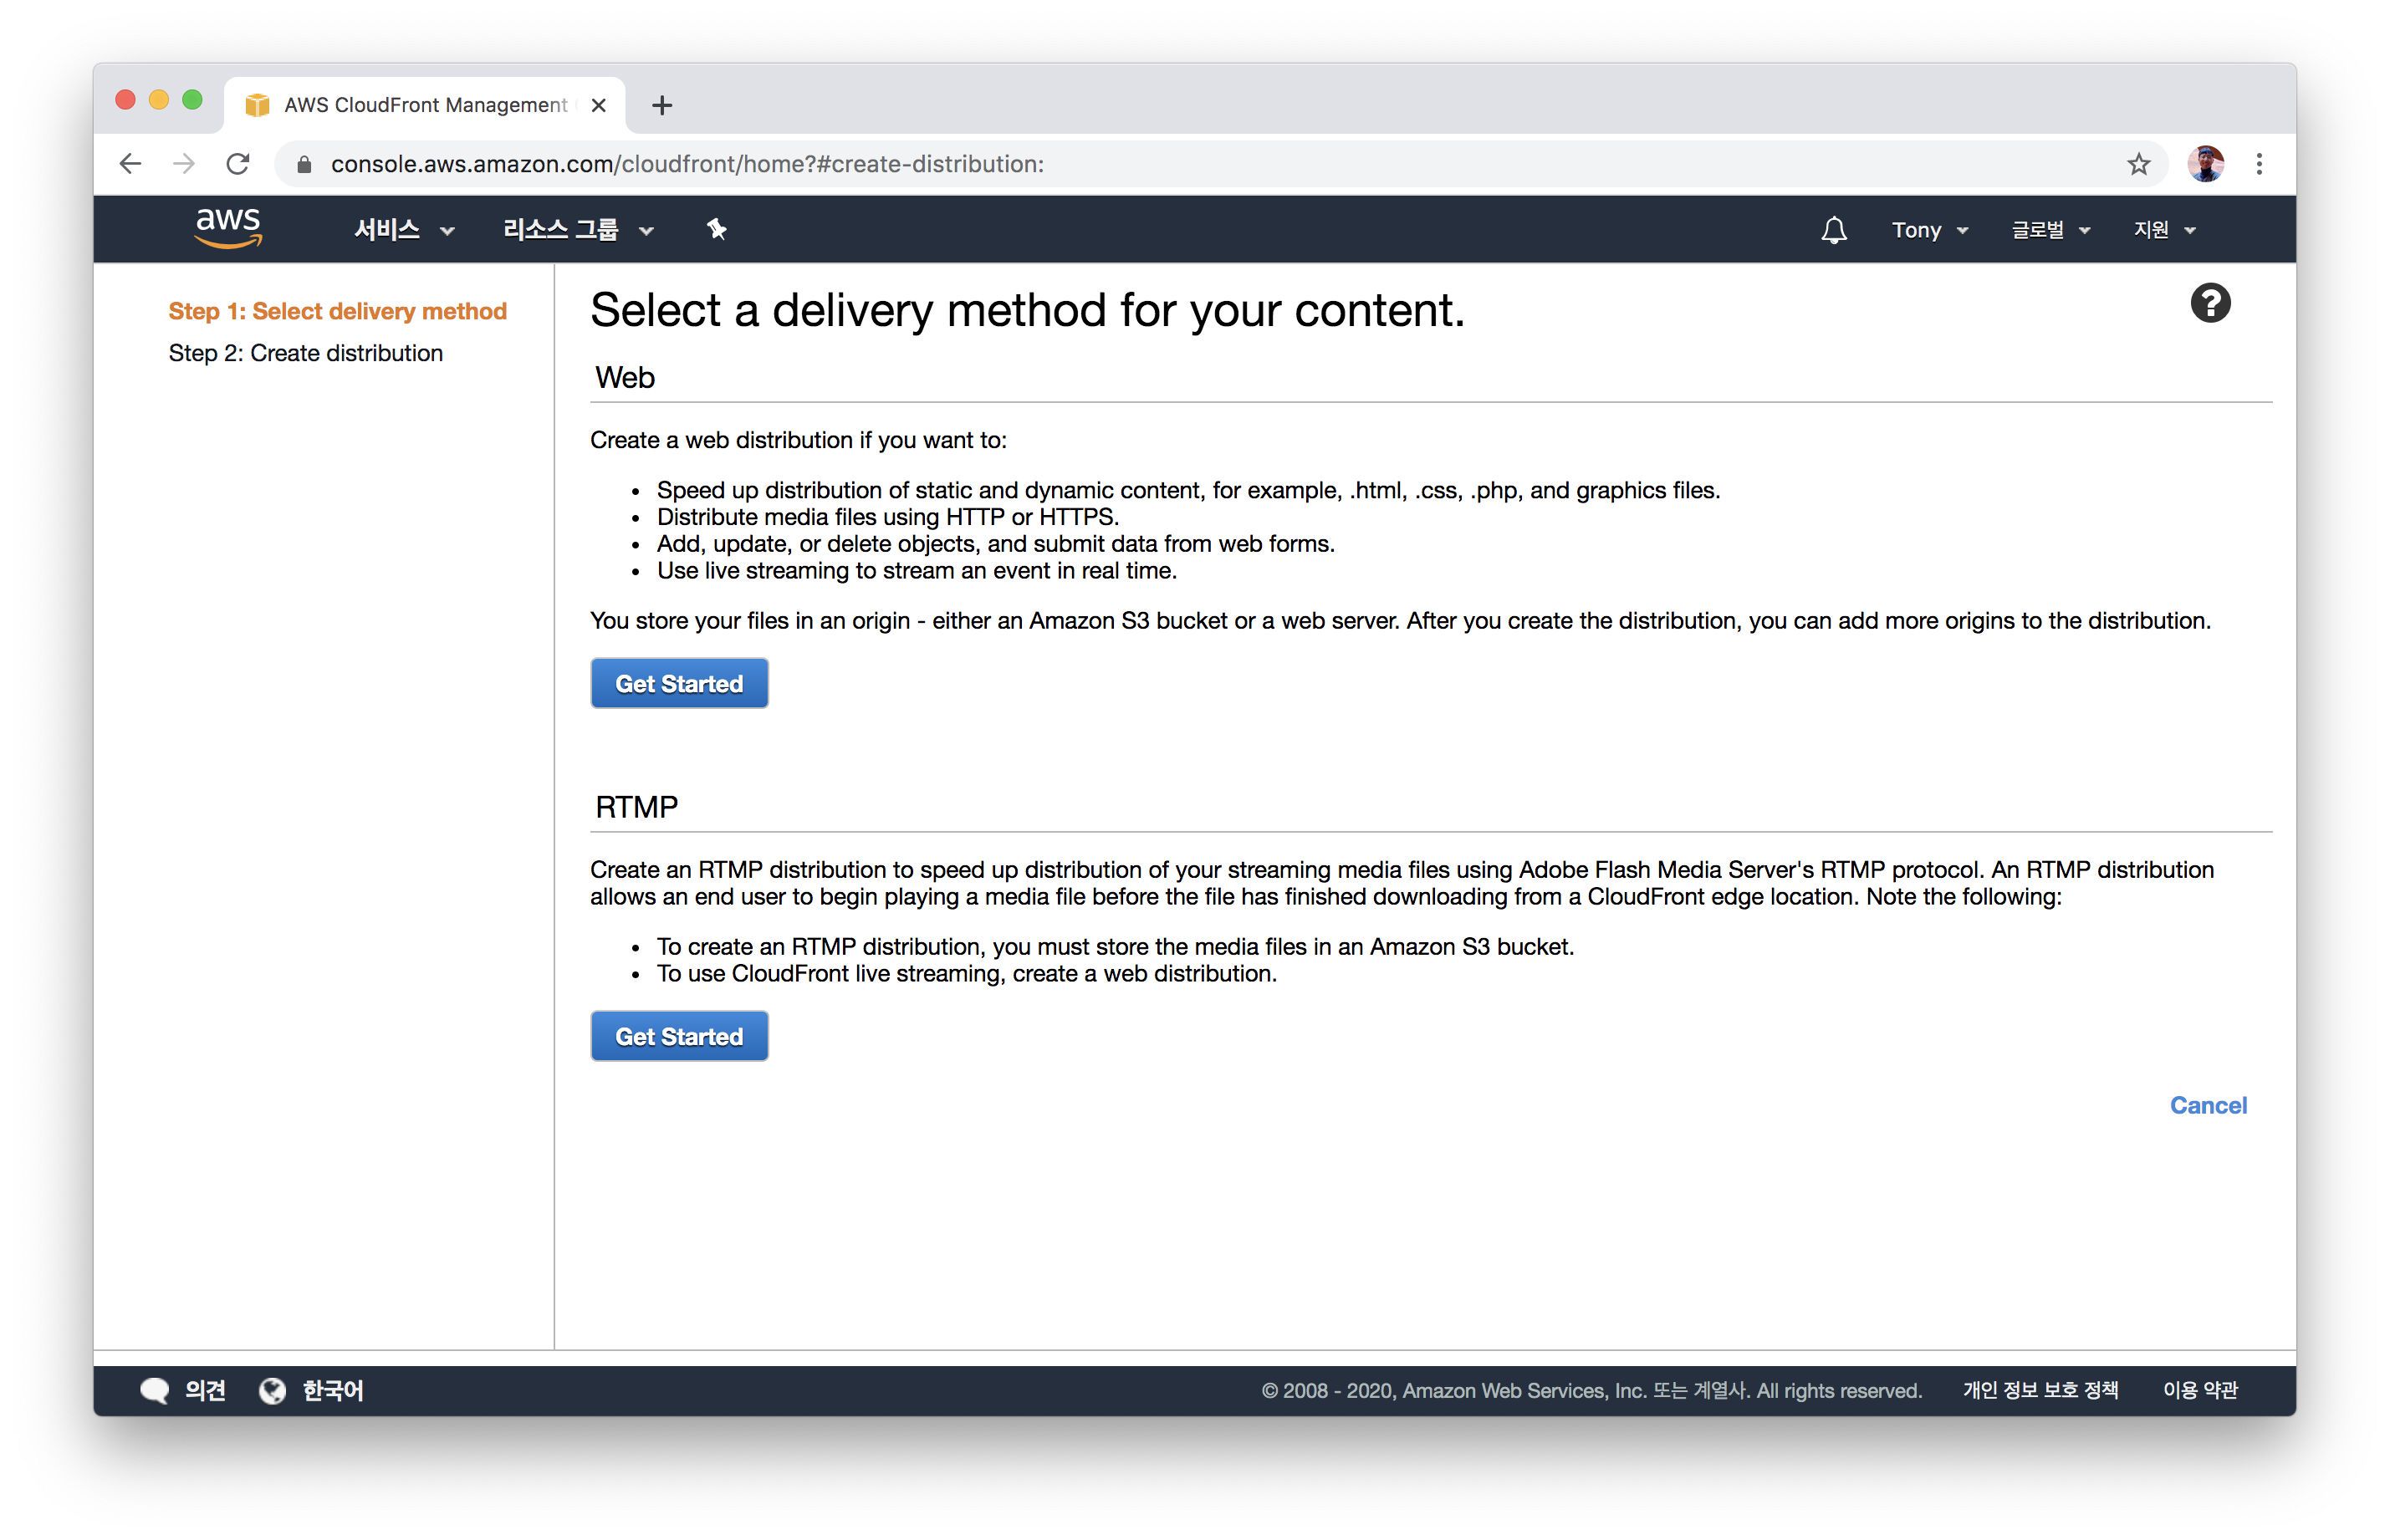 AWS CloudFront Management
console.aws.amazon.com/cloudfront/home?#create-distribution:
aws 서비스 리소스 그룹 Tony 글로벌 지원
Step 1: Select delivery method
Step 2: Create distribution
Select a delivery method for your content.
Web
Create a web distribution if you want to:
• Speed up distribution of static and dynamic content, for example, .html, .css, .php, and graphics files.
• Distribute media files using HTTP or HTTPS.
• Add, update, or delete objects, and submit data from web forms.
• Use live streaming to stream an event in real time.
You store your files in an origin - either an Amazon S3 bucket or a web server. After you create the distribution, you can add more origins to the distribution.
Get Started
RTMP
Create an RTMP distribution to speed up distribution of your streaming media files using Adobe Flash Media Server's RTMP protocol. An RTMP distribution
allows an end user to begin playing a media file before the file has finished downloading from a CloudFront edge location. Note the following:
• To create an RTMP distribution, you must store the media files in an Amazon S3 bucket.
• To use CloudFront live streaming, create a web distribution.
Get Started
Cancel
의견 한국어 © 2008 - 2020, Amazon Web Services, Inc. 또는 계열사. All rights reserved. 개인 정보 보호 정책 이용 약관